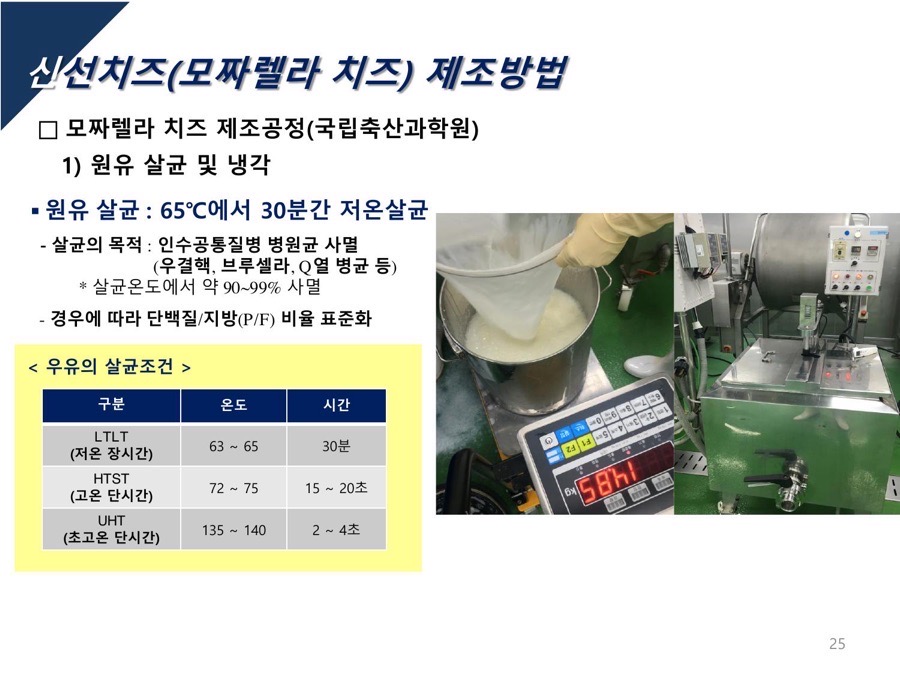 신선치즈(모짜렐라 치즈) 제조방법
□ 모짜렐라 치즈 제조공정(국립축산과학원)
1) 원유 살균 및 냉각
▪ 원유 살균 : 65℃에서 30분간 저온살균
- 살균의 목적 : 인수공통질병 병원균 사멸
(우결핵, 브루셀라, Q열 병균 등)
* 살균온도에서 약 90~99% 사멸
- 경우에 따라 단백질/지방(P/F) 비율 표준화
< 우유의 살균조건 >
구분 온도 시간
LTLT
(저온 장시간) 63 ~ 65 30분
HTST
(고온 단시간) 72 ~ 75 15 ~ 20초
UHT
(초고온 단시간) 135 ~ 140 2 ~ 4초
F1
F2
kg
25